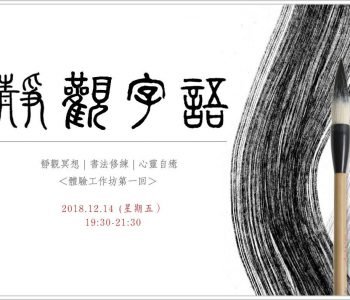 靜觀字語
靜觀冥想 | 書法修練 | 心靈自癒
＜體驗工作坊第一回＞
2018.12.14 (星期五)
19:30-21:30